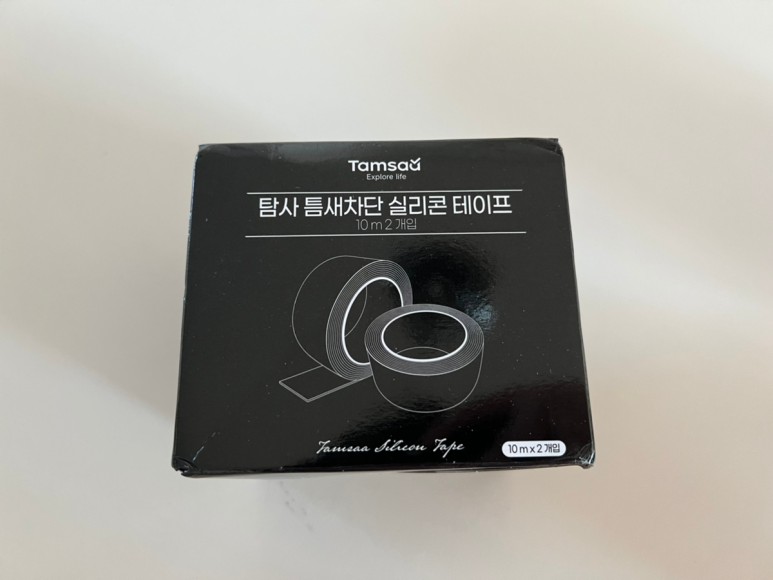 Tamsaa
Explore life
탐사 틈새차단 실리콘 테이프
10 m 2 개입
Tamsaa Silicon Tape
10 m x 2 개입